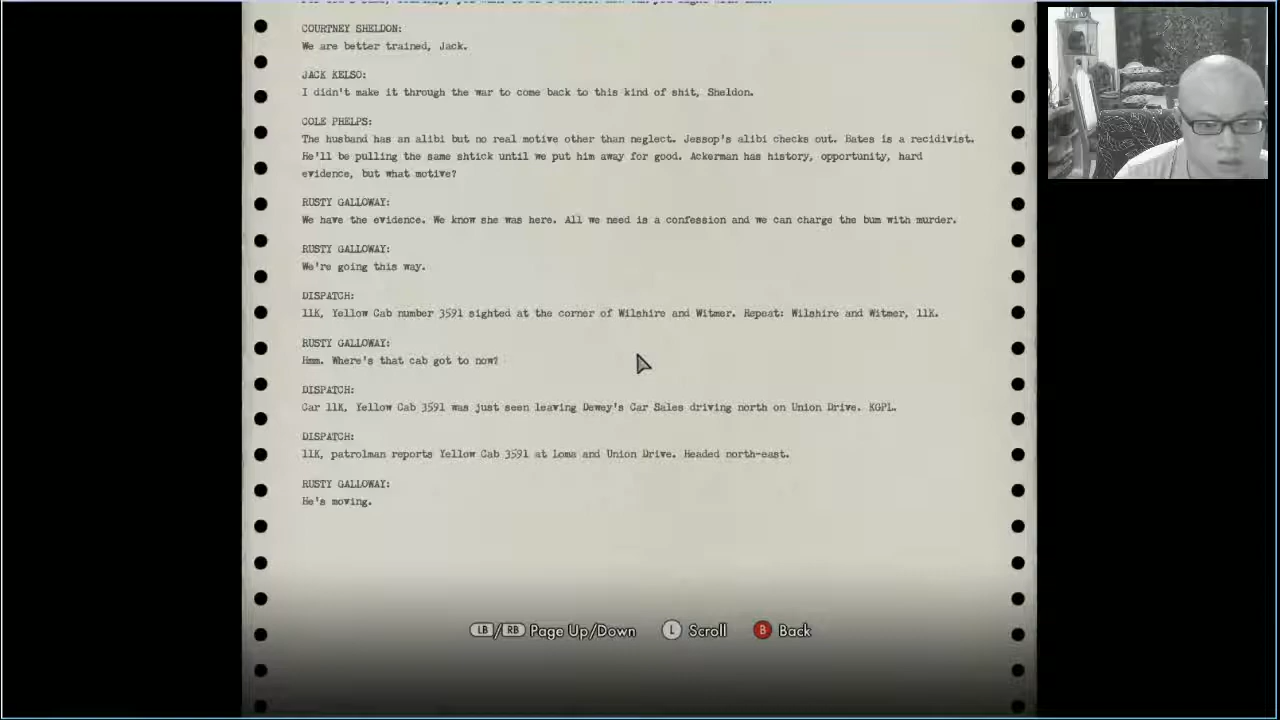 COURTNEY SHELDON:
We are better trained, Jack.
JACK KELSO:
I didn't make it through the war to come back to this kind of shit, Sheldon.
COLE PHELPS:
The husband has an alibi but no real motive other than neglect. Jessop's alibi checks out. Bates is a recidivist.
He'll be pulling the same shtick until we put him away for good. Ackerman has history, opportunity, hard
evidence, but what motive?
RUSTY GALLOWAY:
We have the evidence. We know she was here. All we need is a confession and we can charge the bum with murder.
RUSTY GALLOWAY:
We're going this way.
DISPATCH:
11K, Yellow Cab number 3591 sighted at the corner of Wilshire and Witmer. Repeat: Wilshire and Witmer, 11K.
RUSTY GALLOWAY:
Hmm. Where's that cab got to now?
DISPATCH:
Car 11K, Yellow Cab 3591 was just seen leaving Dewey's Car Sales driving north on Union Drive. KGPL.
DISPATCH:
11K, patrolman reports Yellow Cab 3591 at Loma and Union Drive. Headed north-east.
RUSTY GALLOWAY:
He's moving.
LB/RB Page Up/Down L Scroll B Back